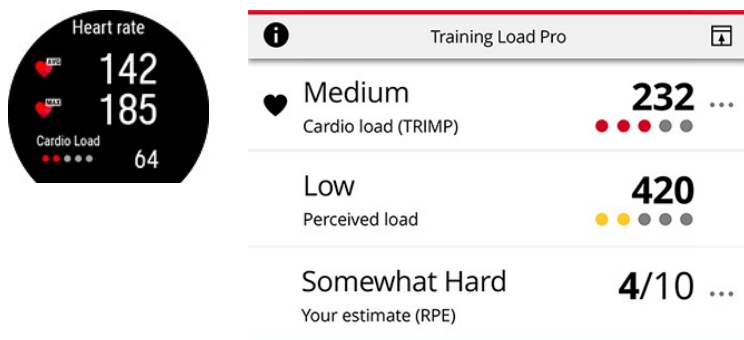 Heart rate
AVG 142
MAX 185
Cardio Load
64
Training Load Pro
Medium 232
Cardio load (TRIMP)
Low 420
Perceived load
Somewhat Hard 4/10
Your estimate (RPE)